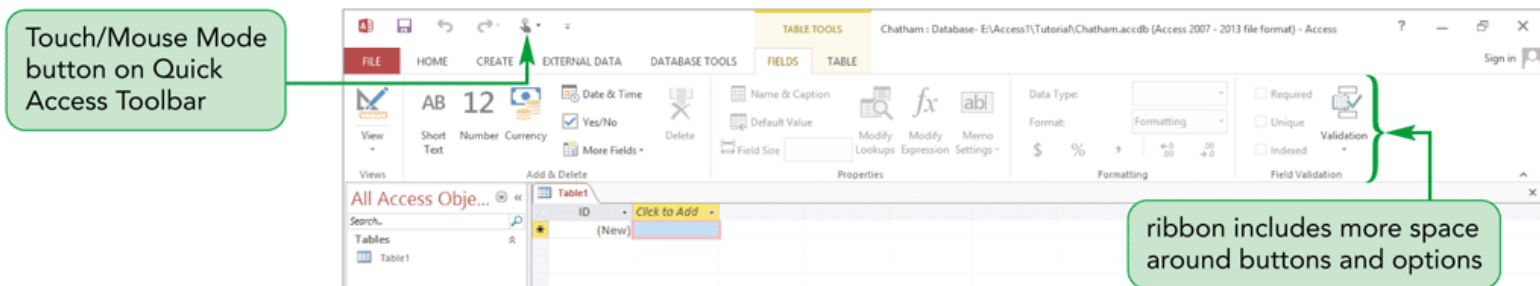 Touch/Mouse Mode
button on Quick
Access Toolbar
TABLE TOOLS
Chatham : Database- E:\Access1\Tutorial\Chatham.accdb (Access 2007 - 2013 file format) - Access
?
FILE HOME CREATE EXTERNAL DATA DATABASE TOOLS FIELDS TABLE
Sign in
View
Views
AB
Short
Text
12
Number
Currency
Date & Time
Yes/No
More Fields
Delete
Add & Delete
Name & Caption
Default Value
Field Size
Modify
Lookups
fx
Modify
Expression
ab
Memo
Settings
Properties
Data Type:
Format: Formatting
$ % , .00 .00 .0
Formatting
Required
Unique
Indexed
Validation
Field Validation
All Access Obje...
Search...
Tables
Table1
Table1
ID Click to Add
(New)
ribbon includes more space
around buttons and options